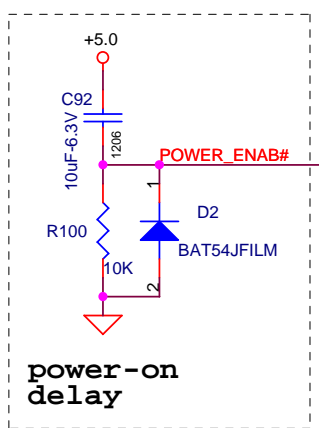 +5.0
C92
10uF-6.3V
1206
POWER_ENAB#
1
D2
R100
BAT54JFILM
10K
2
power-on
delay